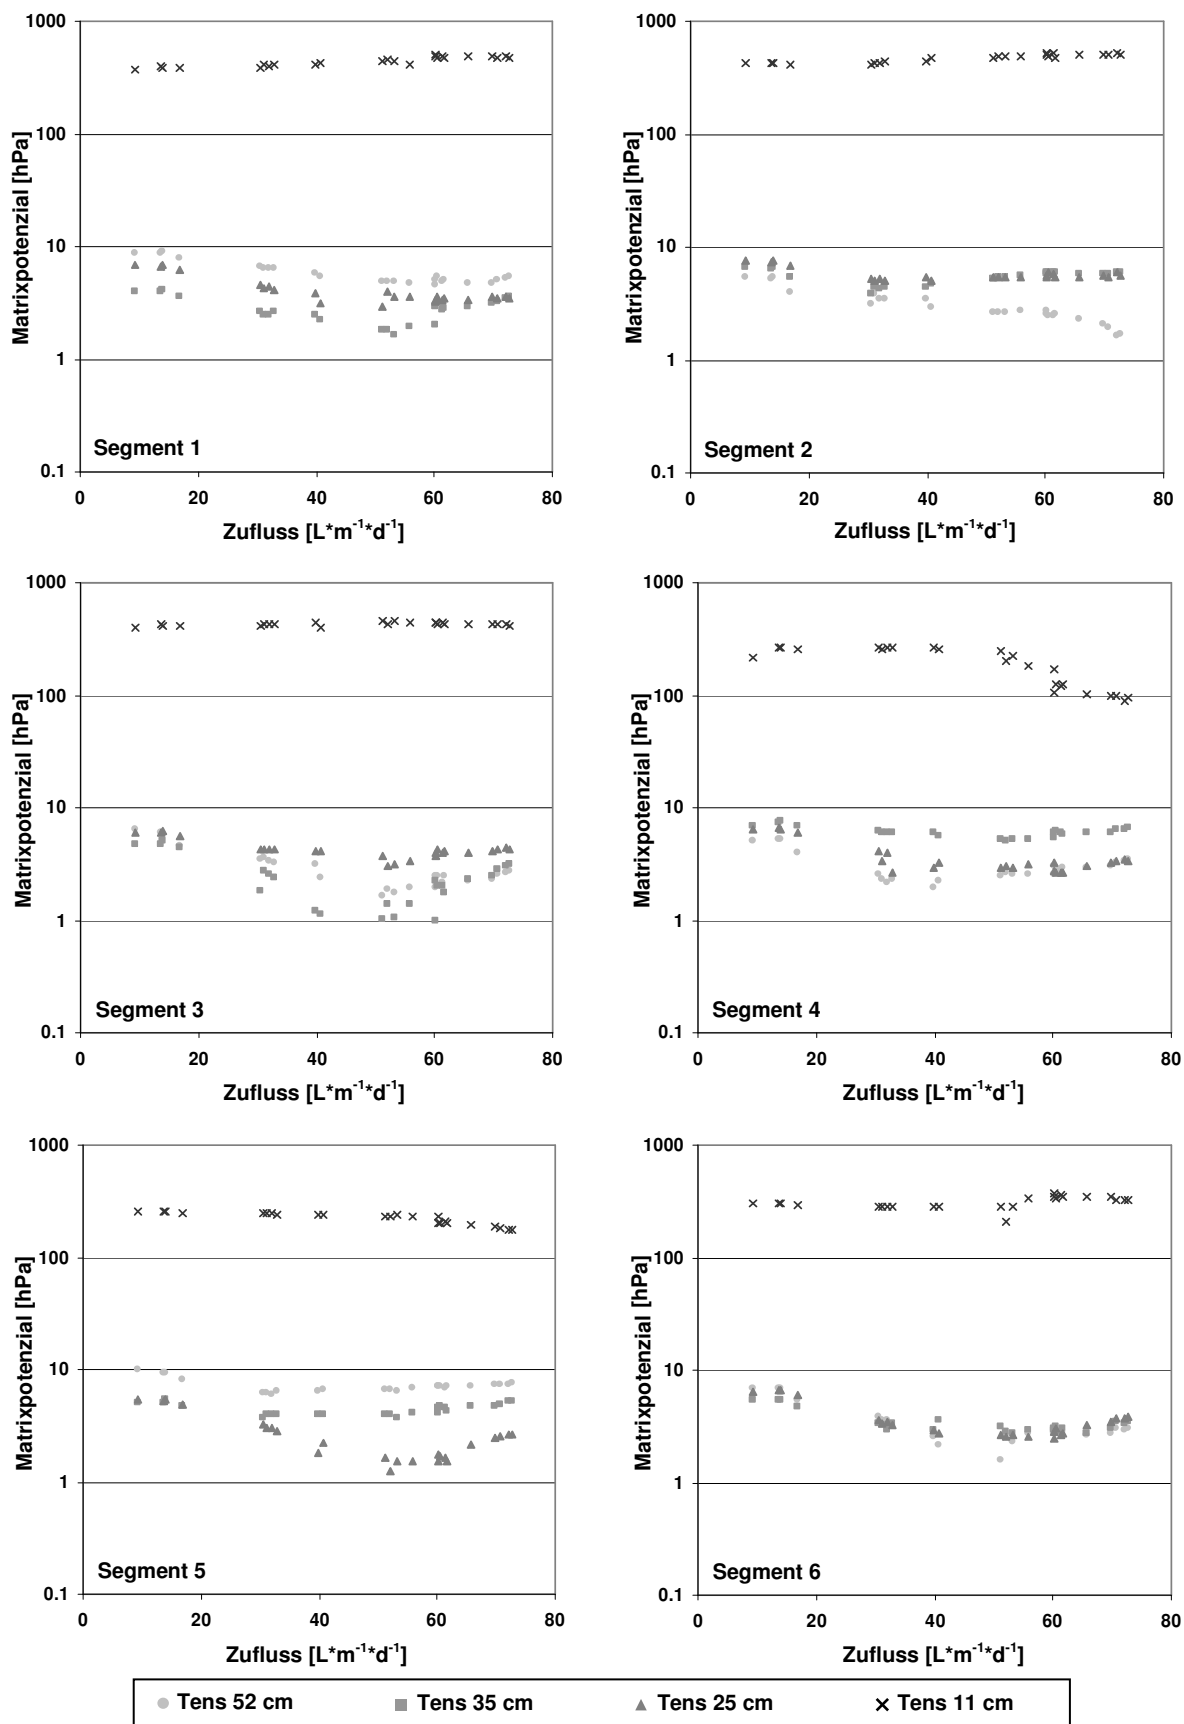 1000
100
10
1
0.1
Matrixpotenzial [hPa]
Segment 1
0 20 40 60 80
Zufluss [L*m⁻¹*d⁻¹]
1000
100
10
1
0.1
Matrixpotenzial [hPa]
Segment 2
0 20 40 60 80
Zufluss [L*m⁻¹*d⁻¹]
1000
100
10
1
0.1
Matrixpotenzial [hPa]
Segment 3
0 20 40 60 80
Zufluss [L*m⁻¹*d⁻¹]
1000
100
10
1
0.1
Matrixpotenzial [hPa]
Segment 4
0 20 40 60 80
Zufluss [L*m⁻¹*d⁻¹]
1000
100
10
1
0.1
Matrixpotenzial [hPa]
Segment 5
0 20 40 60 80
Zufluss [L*m⁻¹*d⁻¹]
1000
100
10
1
0.1
Matrixpotenzial [hPa]
Segment 6
0 20 40 60 80
Zufluss [L*m⁻¹*d⁻¹]
Tens 52 cm Tens 35 cm Tens 25 cm Tens 11 cm